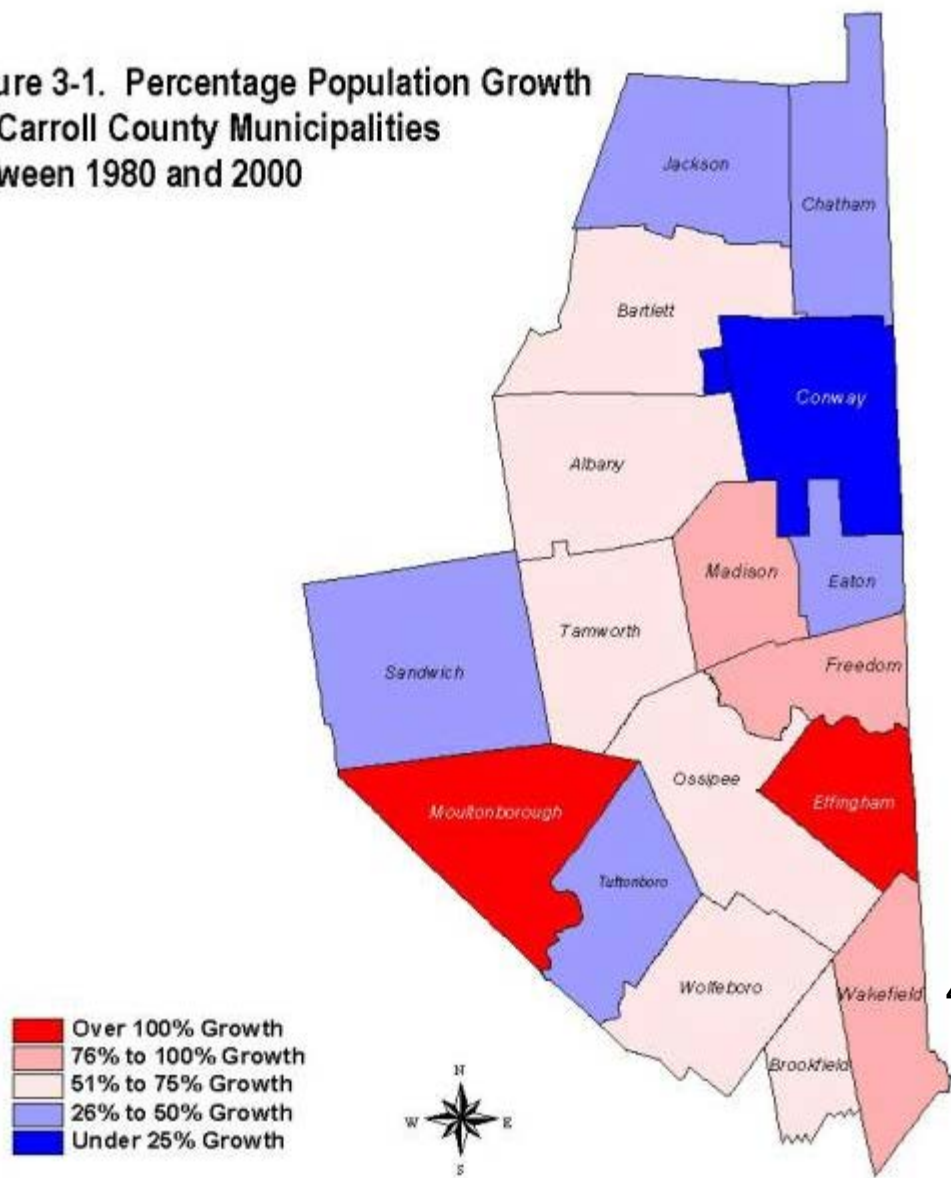 ure 3-1. Percentage Population Growth
Carroll County Municipalities
ween 1980 and 2000
Jackson
Chatham
Bartlett
Conway
Albany
Madison
Eaton
Tamworth
Sandwich
Freedom
Ossipee
Effingham
Moultonborough
Tuftonboro
Wolfeboro
Wakefield
Brookfield
Over 100% Growth
76% to 100% Growth
51% to 75% Growth
26% to 50% Growth
Under 25% Growth
N
W E
S